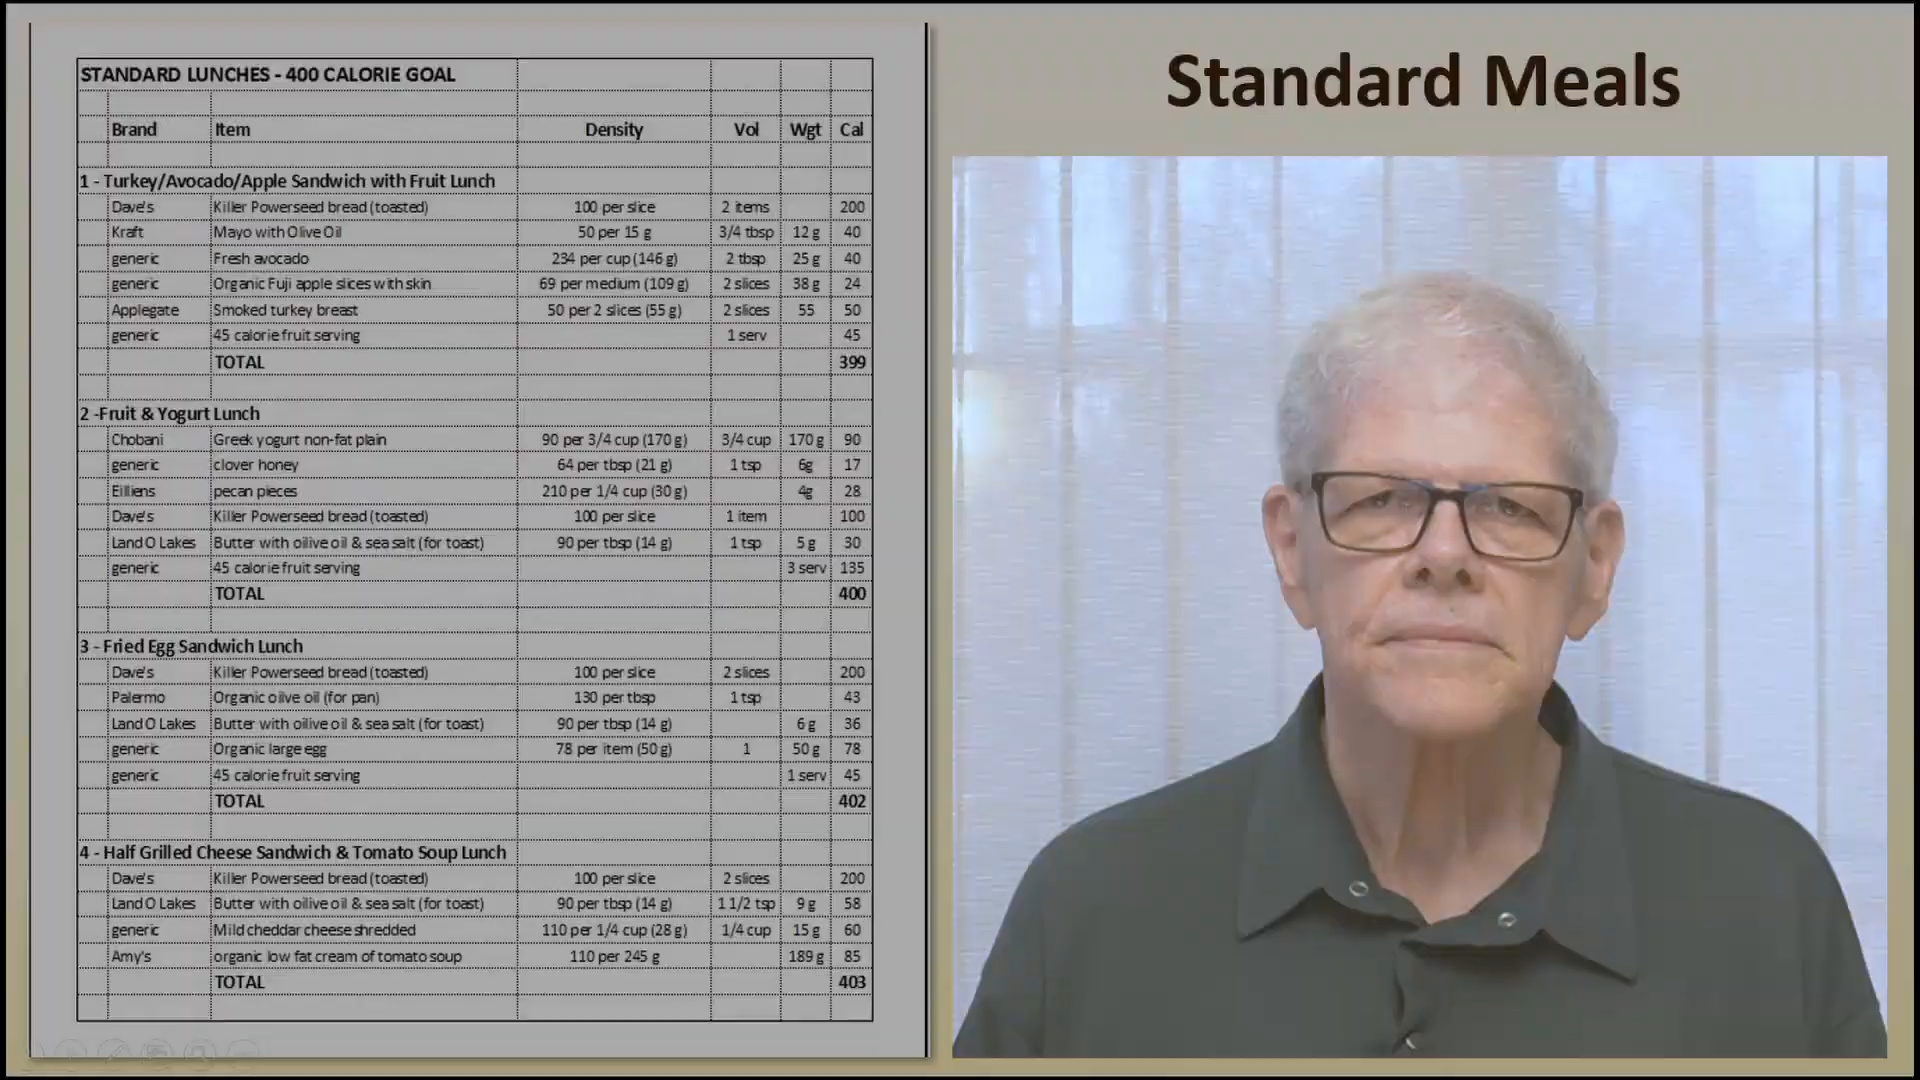 Standard Meals
STANDARD LUNCHES - 400 CALORIE GOAL
Brand Item Density Vol Wgt Cal
1 - Turkey/Avocado/Apple Sandwich with Fruit Lunch
Dave's Killer Powerseed bread (toasted) 100 per slice 2 items 200
Kraft Mayo with Olive Oil 50 per 15 g 3/4 tbsp 12 g 40
generic Fresh avocado 234 per cup (146 g) 2 tbsp 25 g 40
generic Organic Fuji apple slices with skin 69 per medium (109 g) 2 slices 38 g 24
Applegate Smoked turkey breast 50 per 2 slices (55 g) 2 slices 55 50
generic 45 calorie fruit serving 1 serv 45
TOTAL 399
2 -Fruit & Yogurt Lunch
Chobani Greek yogurt non-fat plain 90 per 3/4 cup (170 g) 3/4 cup 170 g 90
generic clover honey 64 per tbsp (21 g) 1 tsp 6g 17
Eilliens pecan pieces 210 per 1/4 cup (30 g) 4g 28
Dave's Killer Powerseed bread (toasted) 100 per slice 1 item 100
Land O Lakes Butter with oilive oil & sea salt (for toast) 90 per tbsp (14 g) 1 tsp 5 g 30
generic 45 calorie fruit serving 3 serv 135
TOTAL 400
3 - Fried Egg Sandwich Lunch
Dave's Killer Powerseed bread (toasted) 100 per slice 2 slices 200
Palermo Organic oilve oil (for pan) 130 per tbsp 1 tsp 43
Land O Lakes Butter with oilive oil & sea salt (for toast) 90 per tbsp (14 g) 6 g 36
generic Organic large egg 78 per item (50 g) 1 50 g 78
generic 45 calorie fruit serving 1 serv 45
TOTAL 402
4 - Half Grilled Cheese Sandwich & Tomato Soup Lunch
Dave's Killer Powerseed bread (toasted) 100 per slice 2 slices 200
Land O Lakes Butter with oilive oil & sea salt (for toast) 90 per tbsp (14 g) 1 1/2 tsp 9 g 58
generic Mild cheddar cheese shredded 110 per 1/4 cup (28 g) 1/4 cup 15 g 60
Amy's organic low fat cream of tomato soup 110 per 245 g 189 g 85
TOTAL 403